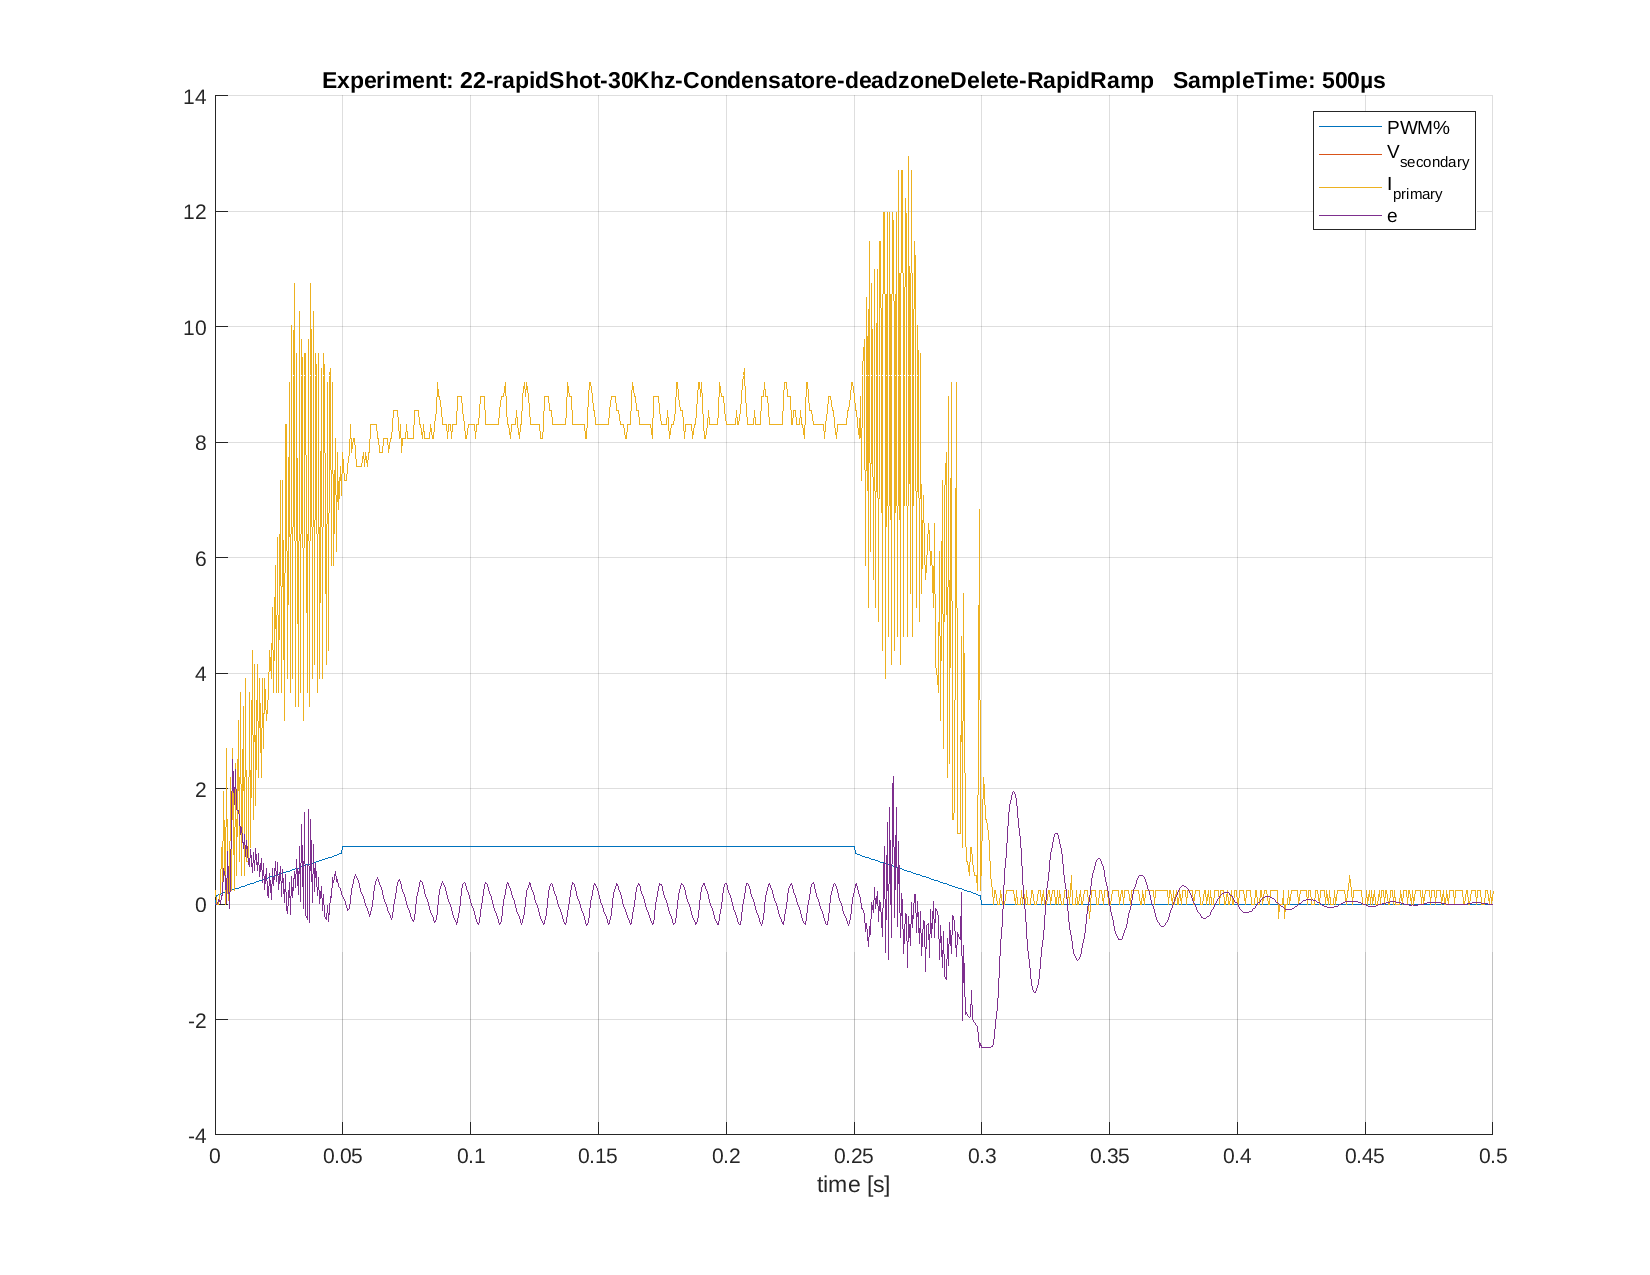 Experiment: 22-rapidShot-30Khz-Condensatore-deadzoneDelete-RapidRamp   SampleTime: 500µs
14
12
10
8
6
4
2
0
-2
-4
PWM%
Vsecondary
Iprimary
e
0 0.05 0.1 0.15 0.2 0.25 0.3 0.35 0.4 0.45 0.5
time [s]